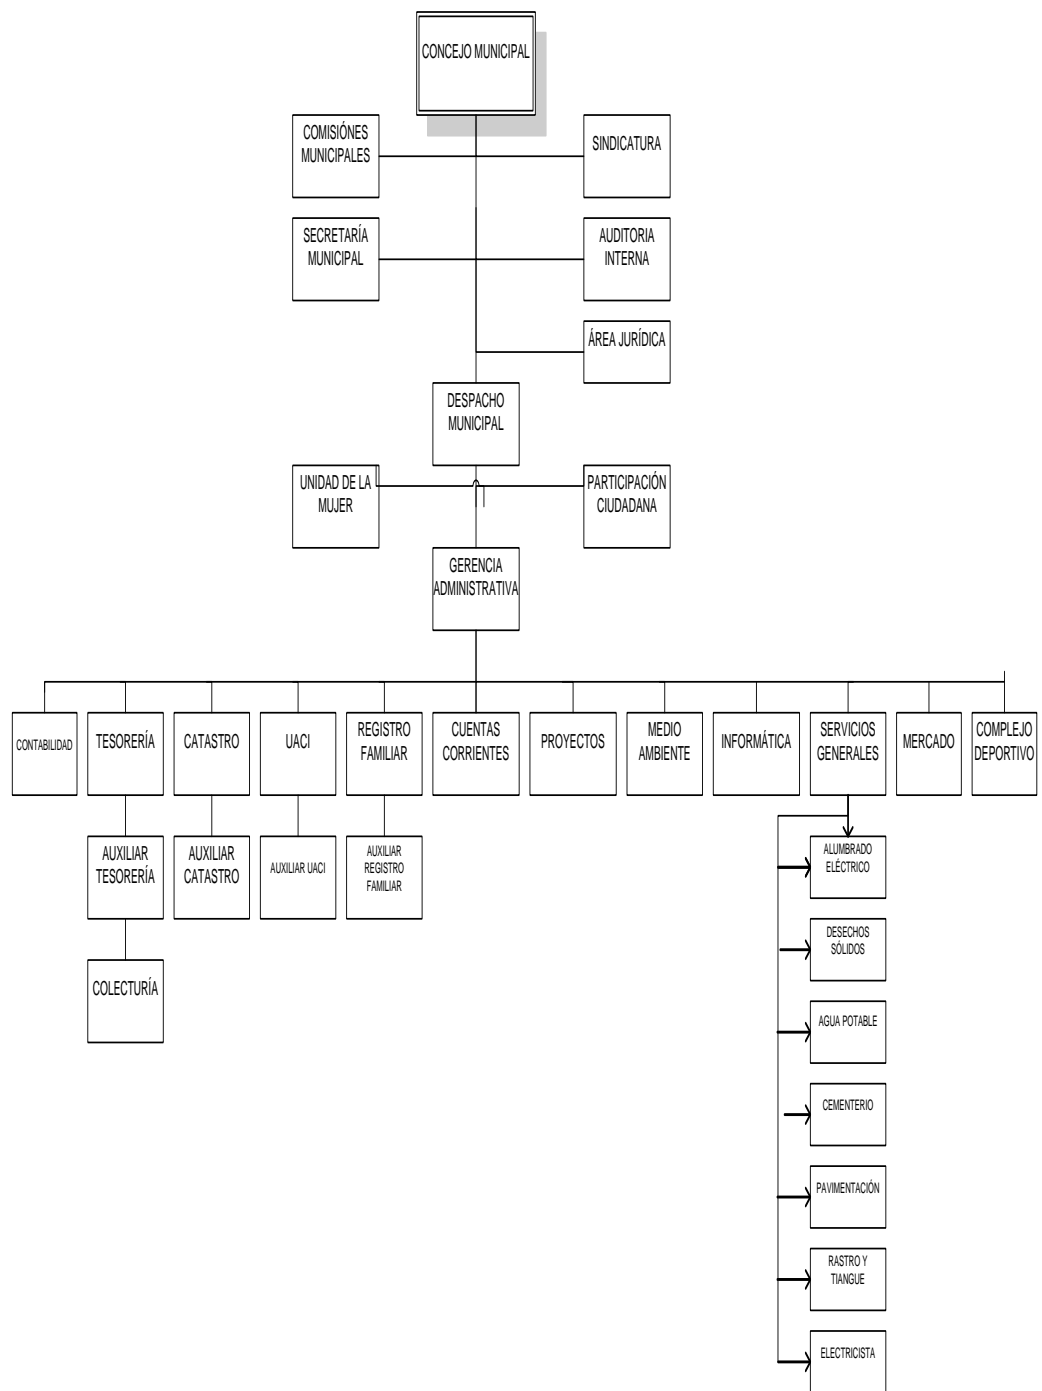 CONCEJO MUNICIPAL
COMISIÓNES
MUNICIPALES
SINDICATURA
SECRETARÍA
MUNICIPAL
AUDITORIA
INTERNA
ÁREA JURÍDICA
DESPACHO
MUNICIPAL
UNIDAD DE LA
MUJER
PARTICIPACIÓN
CIUDADANA
GERENCIA
ADMINISTRATIVA
CONTABILIDAD
TESORERÍA
CATASTRO
UACI
REGISTRO
FAMILIAR
CUENTAS
CORRIENTES
PROYECTOS
MEDIO
AMBIENTE
INFORMÁTICA
SERVICIOS
GENERALES
MERCADO
COMPLEJO
DEPORTIVO
AUXILIAR
TESORERÍA
AUXILIAR
CATASTRO
AUXILIAR UACI
AUXILIAR
REGISTRO
FAMILIAR
COLECTURÍA
ALUMBRADO
ELÉCTRICO
DESECHOS
SÓLIDOS
AGUA POTABLE
CEMENTERIO
PAVIMENTACIÓN
RASTRO Y
TIANGUE
ELECTRICISTA